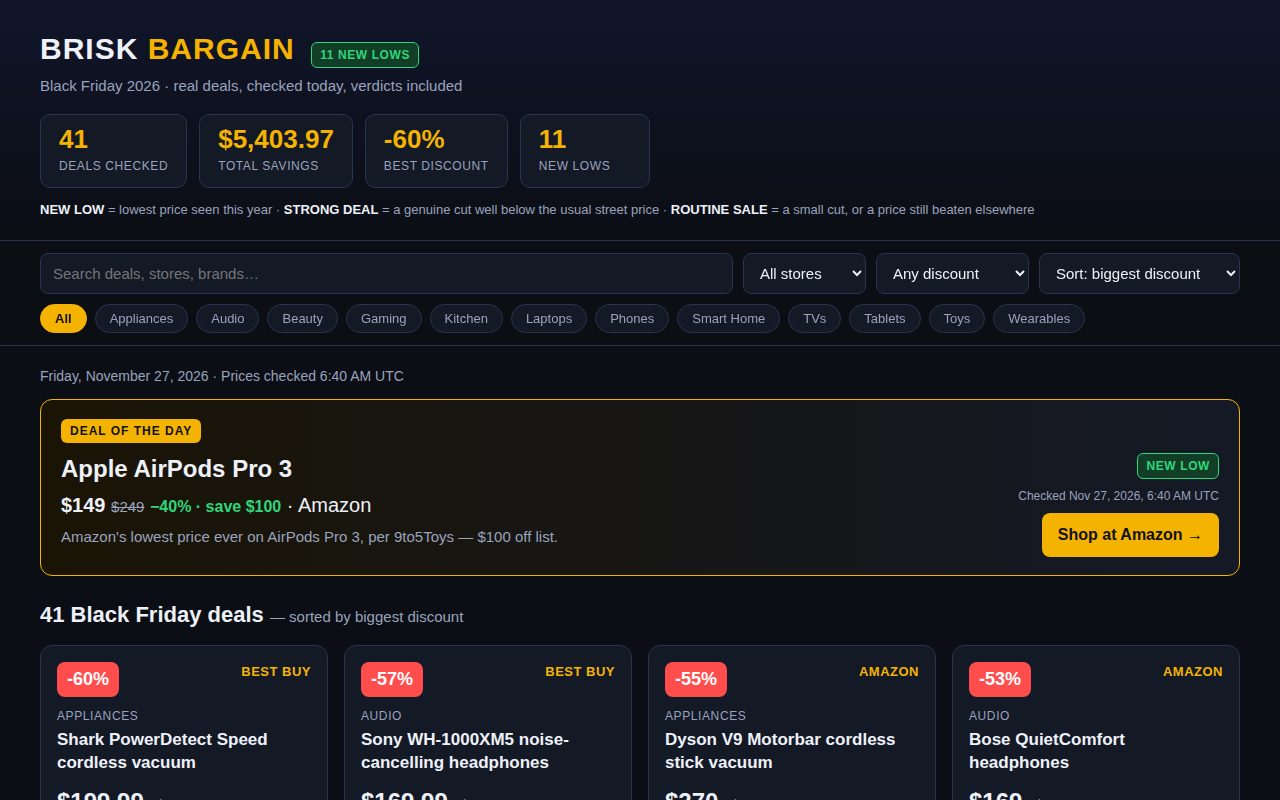 BRISK BARGAIN 11 NEW LOWS
Black Friday 2026 · real deals, checked today, verdicts included
41 $5,403.97 -60% 11
DEALS CHECKED TOTAL SAVINGS BEST DISCOUNT NEW LOWS
NEW LOW = lowest price seen this year · STRONG DEAL = a genuine cut well below the usual street price · ROUTINE SALE = a small cut, or a price still beaten elsewhere
Search deals, stores, brands… All stores Any discount Sort: biggest discount
All Appliances Audio Beauty Gaming Kitchen Laptops Phones Smart Home TVs Tablets Toys Wearables
Friday, November 27, 2026 · Prices checked 6:40 AM UTC
DEAL OF THE DAY
Apple AirPods Pro 3
$149 $249 −40% · save $100 · Amazon
Amazon's lowest price ever on AirPods Pro 3, per 9to5Toys — $100 off list.
NEW LOW
Checked Nov 27, 2026, 6:40 AM UTC
Shop at Amazon →
41 Black Friday deals — sorted by biggest discount
-60% BEST BUY
APPLIANCES
Shark PowerDetect Speed
cordless vacuum
$199.99
-57% BEST BUY
AUDIO
Sony WH-1000XM5 noise-
cancelling headphones
$169.99
-55% AMAZON
APPLIANCES
Dyson V9 Motorbar cordless
stick vacuum
$270
-53% AMAZON
AUDIO
Bose QuietComfort
headphones
$169